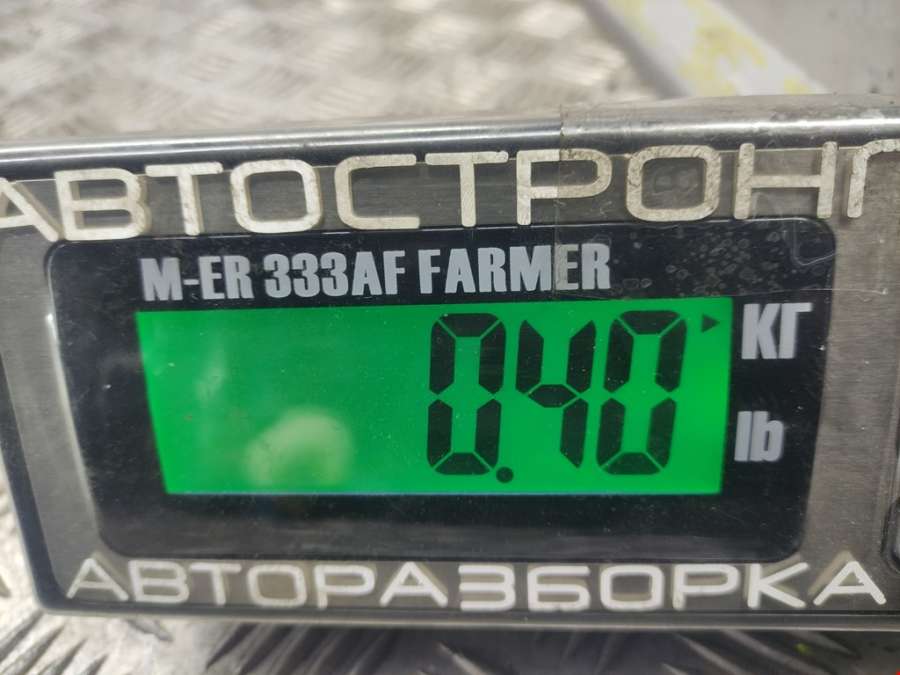 АВТОСТРОНГ
M-ER 333AF FARMER
0.40
КГ
lb
АВТОРАЗБОРКА